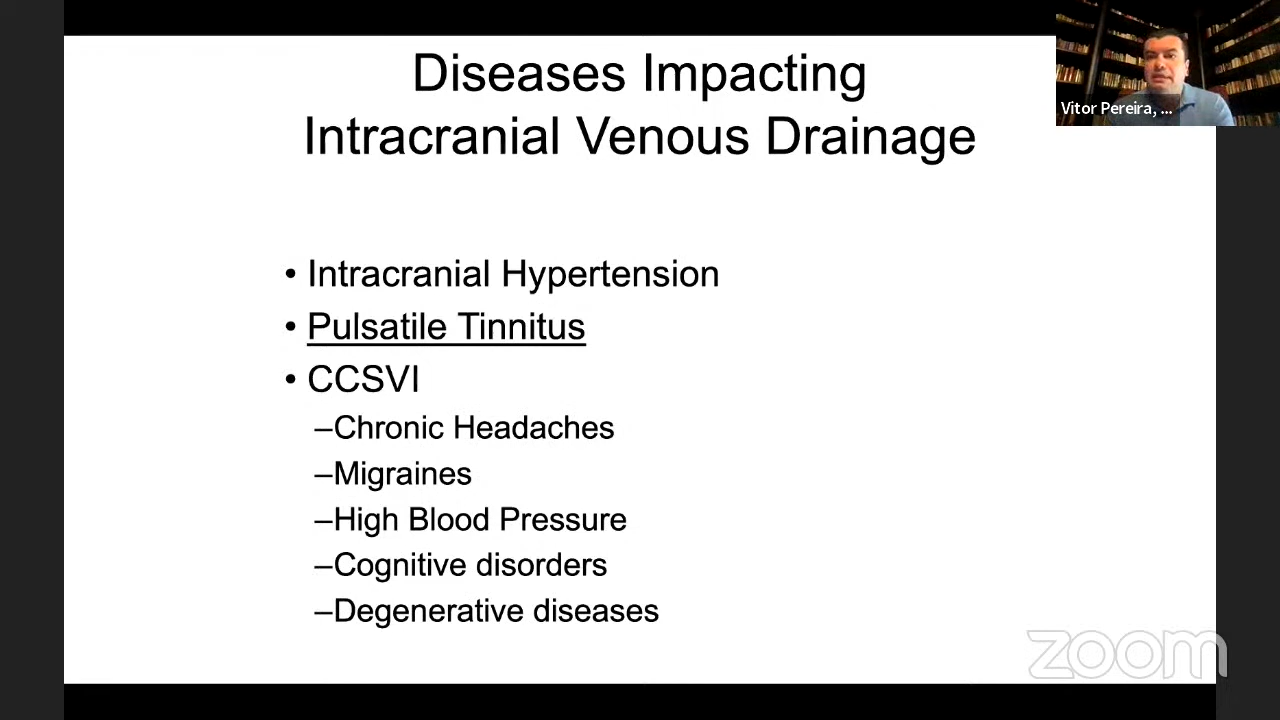 Diseases Impacting
Intracranial Venous Drainage
Vitor Pereira, ...
• Intracranial Hypertension
• Pulsatile Tinnitus
• CCSVI
–Chronic Headaches
–Migraines
–High Blood Pressure
–Cognitive disorders
–Degenerative diseases
zoom